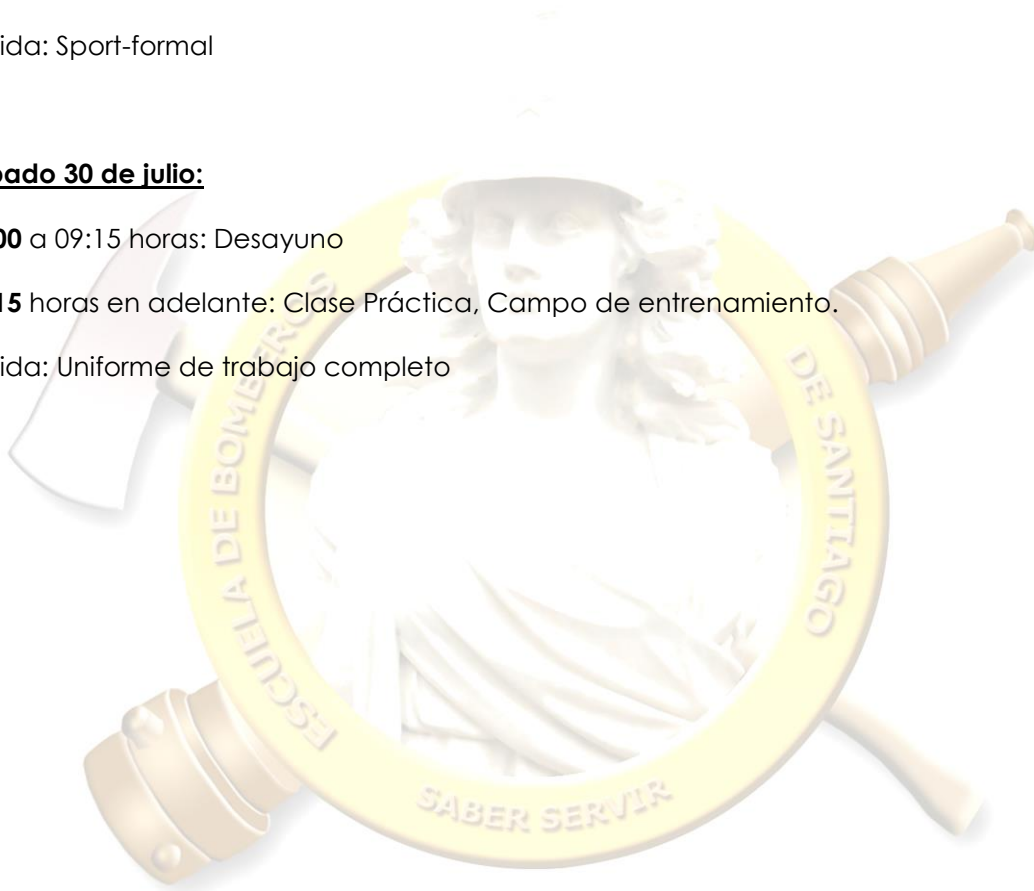 ida: Sport-formal
bado 30 de julio:
00 a 09:15 horas: Desayuno
15 horas en adelante: Clase Práctica, Campo de entrenamiento.
ida: Uniforme de trabajo completo
ESCUELA DE BOMBEROS
DE SANTIAGO
SABER SERVIR